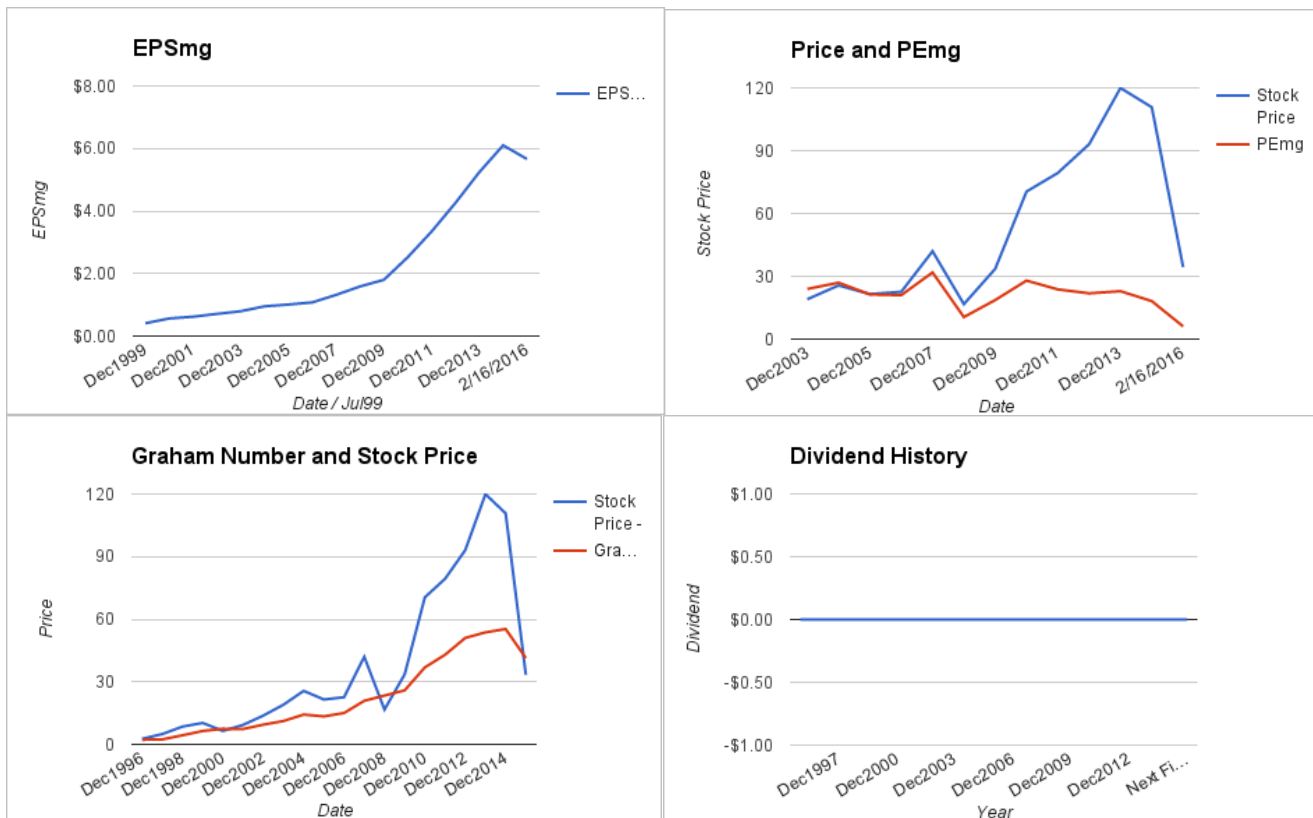 EPSmg
$8.00
$6.00
$4.00
$2.00
$0.00
EPSmg
EPS...
Dec1999
Dec2001
Dec2003
Dec2005
Dec2007
Dec2009
Dec2011
Dec2013
2/16/2016
Date / Jul99
Price and PEmg
120
90
60
30
0
Stock Price
Stock
Price
PEmg
Dec2003
Dec2005
Dec2007
Dec2009
Dec2011
Dec2013
2/16/2016
Date
Graham Number and Stock Price
120
90
60
30
0
Price
Stock
Price -
Gra...
Dec1996
Dec1998
Dec2000
Dec2002
Dec2004
Dec2006
Dec2008
Dec2010
Dec2012
Dec2014
Date
Dividend History
$1.00
$0.50
$0.00
-$0.50
-$1.00
Dividend
Dec1997
Dec2000
Dec2003
Dec2006
Dec2009
Dec2012
Next Fi...
Year